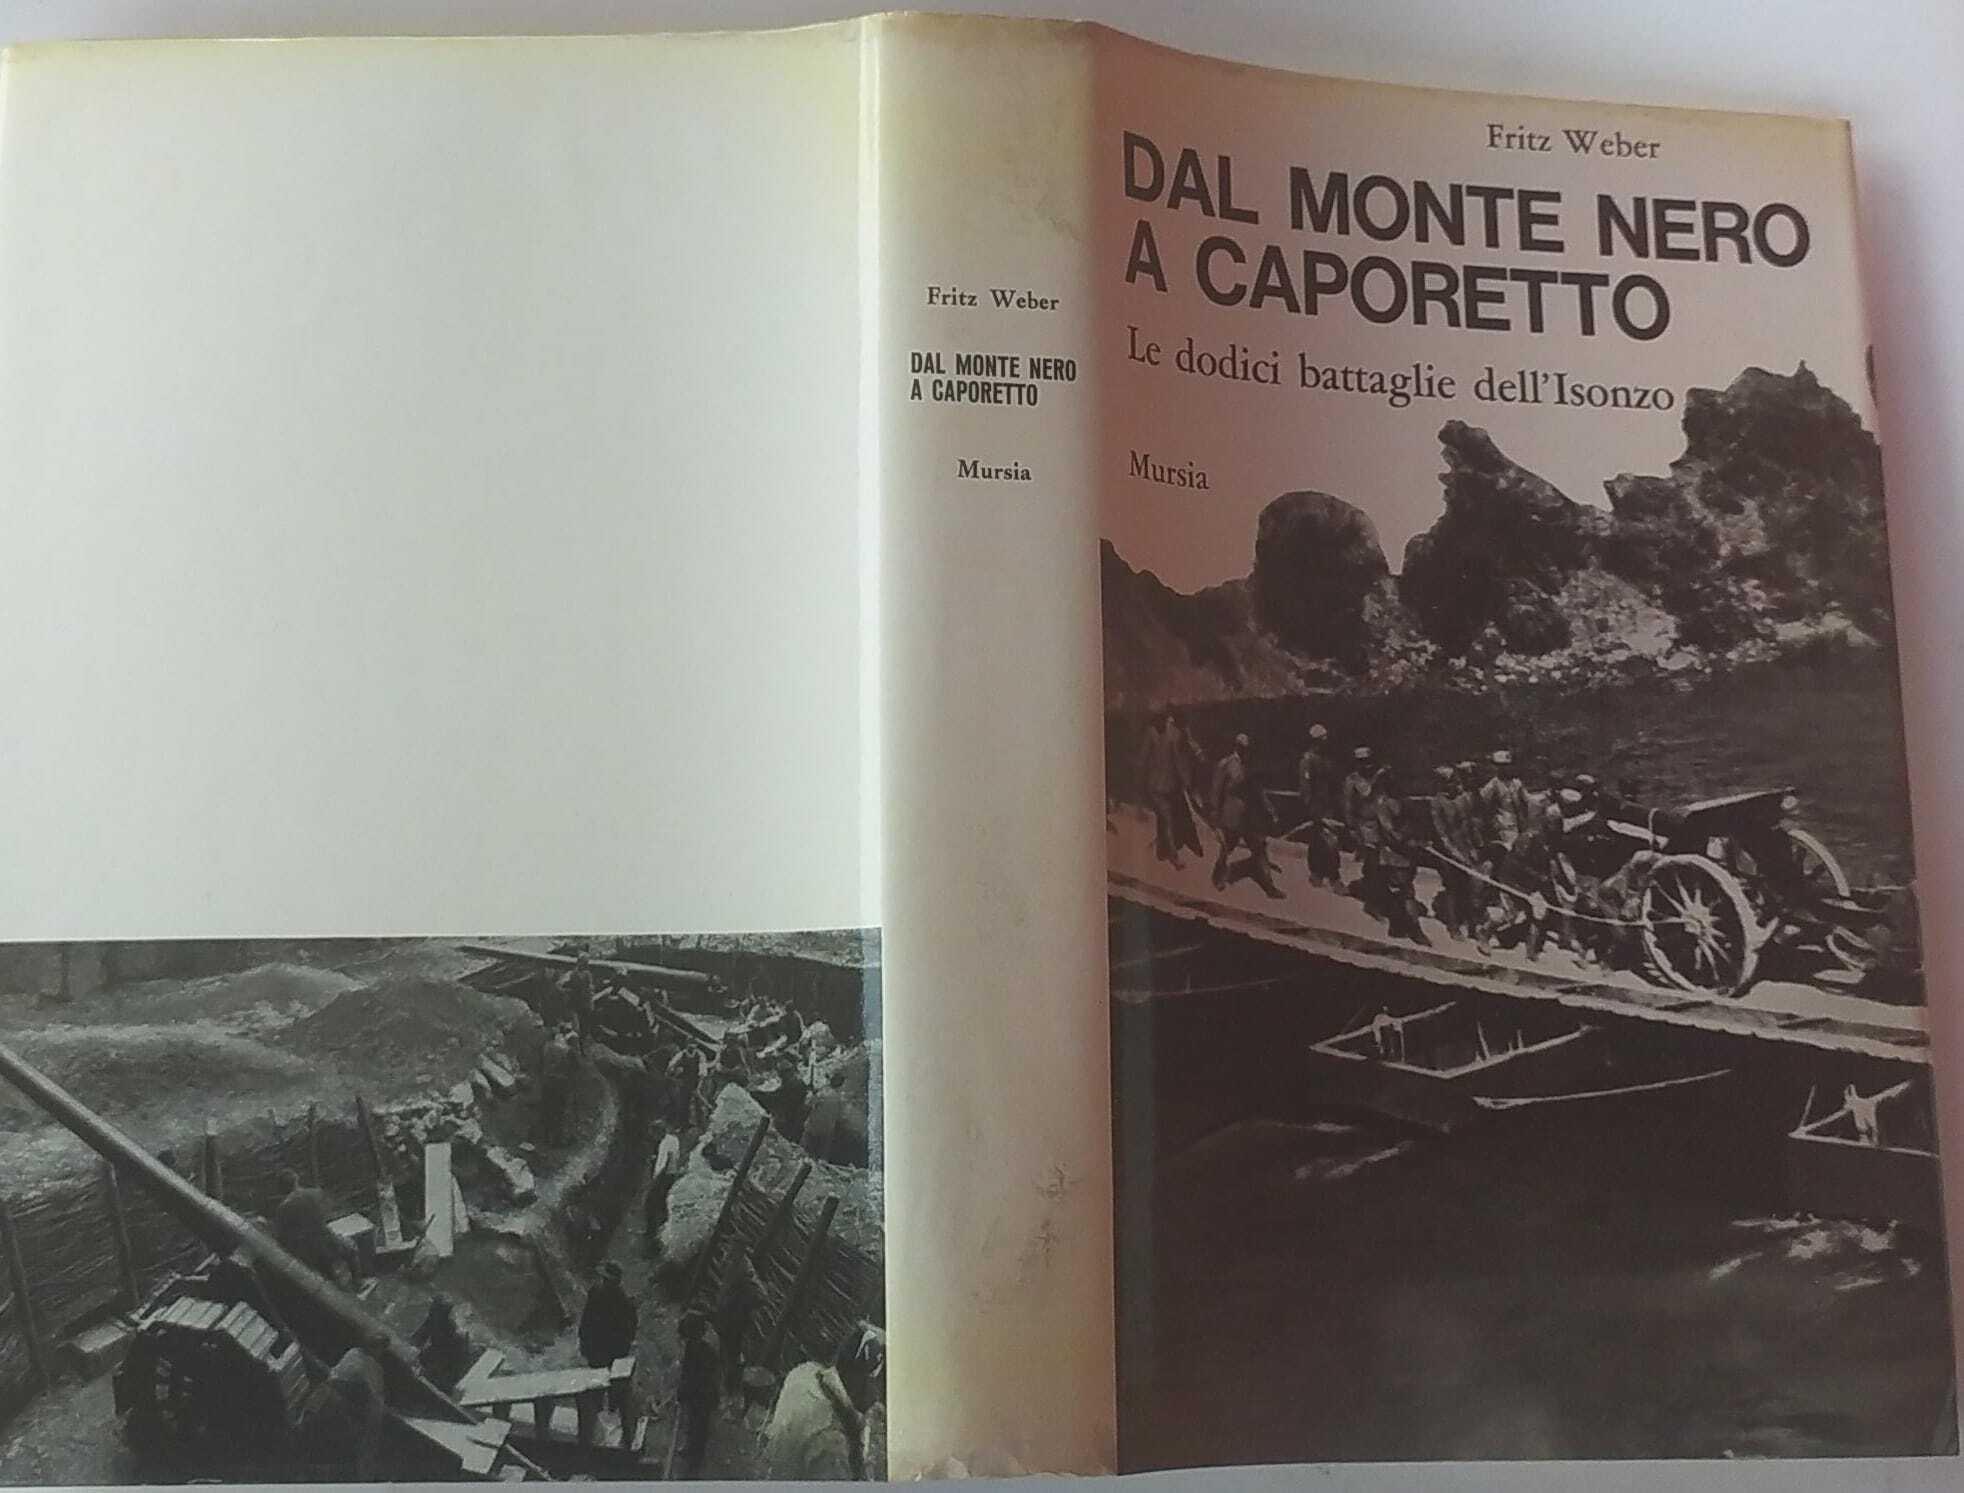 Fritz Weber
DAL MONTE NERO
A CAPORETTO
Mursia
Fritz Weber
DAL MONTE NERO
A CAPORETTO
Le dodici battaglie dell'Isonzo
Mursia